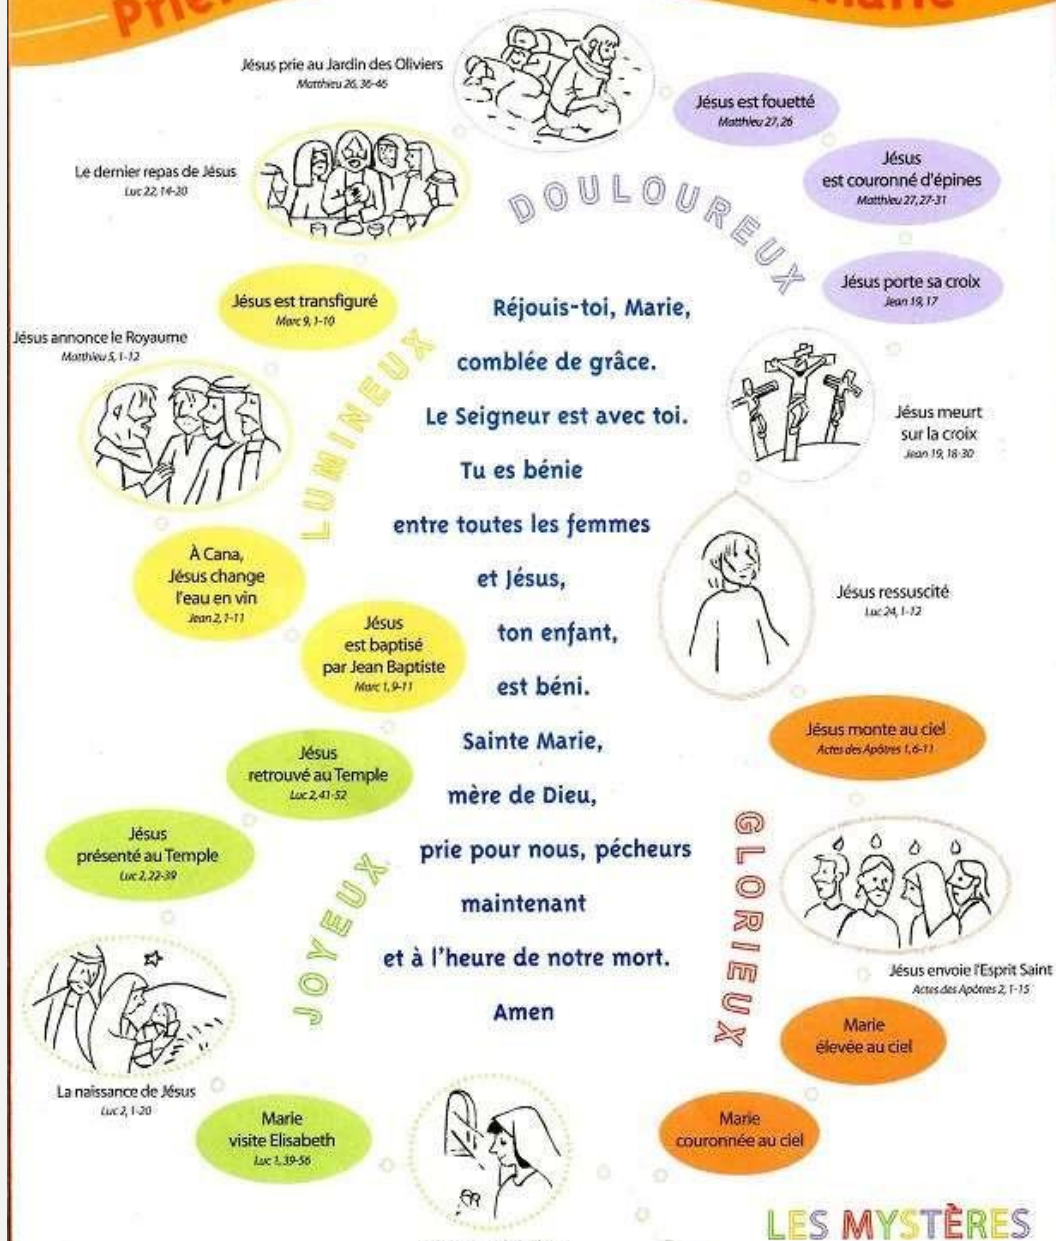 Jésus prie au Jardin des Oliviers
Matthieu 26, 36-46
Jésus est fouetté
Matthieu 27, 26
Le dernier repas de Jésus
Luc 22, 14-20
Jésus
est couronné d'épines
Matthieu 27, 27-31
DOULOUREUX
Jésus porte sa croix
Jean 19, 17
Jésus est transfiguré
Marc 9, 1-10
Jésus annonce le Royaume
Matthieu 5, 1-12
LUMINEUX
Jésus meurt
sur la croix
Jean 19, 18-30
À Cana,
Jésus change
l'eau en vin
Jean 2, 1-11
Jésus ressuscité
Luc 24, 1-12
Jésus
est baptisé
par Jean Baptiste
Marc 1, 9-11
Réjouis-toi, Marie,
comblée de grâce.
Le Seigneur est avec toi.
Tu es bénie
entre toutes les femmes
et Jésus,
ton enfant,
est béni.
Sainte Marie,
mère de Dieu,
prie pour nous, pécheurs
maintenant
et à l'heure de notre mort.
Amen
Jésus monte au ciel
Actes des Apôtres 1, 6-11
Jésus
retrouvé au Temple
Luc 2, 41-52
Jésus
présenté au Temple
Luc 2, 22-39
JOYEUX
GLORIEUX
Jésus envoie l'Esprit Saint
Actes des Apôtres 2, 1-15
Marie
élevée au ciel
La naissance de Jésus
Luc 2, 1-20
Marie
visite Elisabeth
Luc 1, 39-56
Marie
couronnée au ciel
LES MYSTÈRES